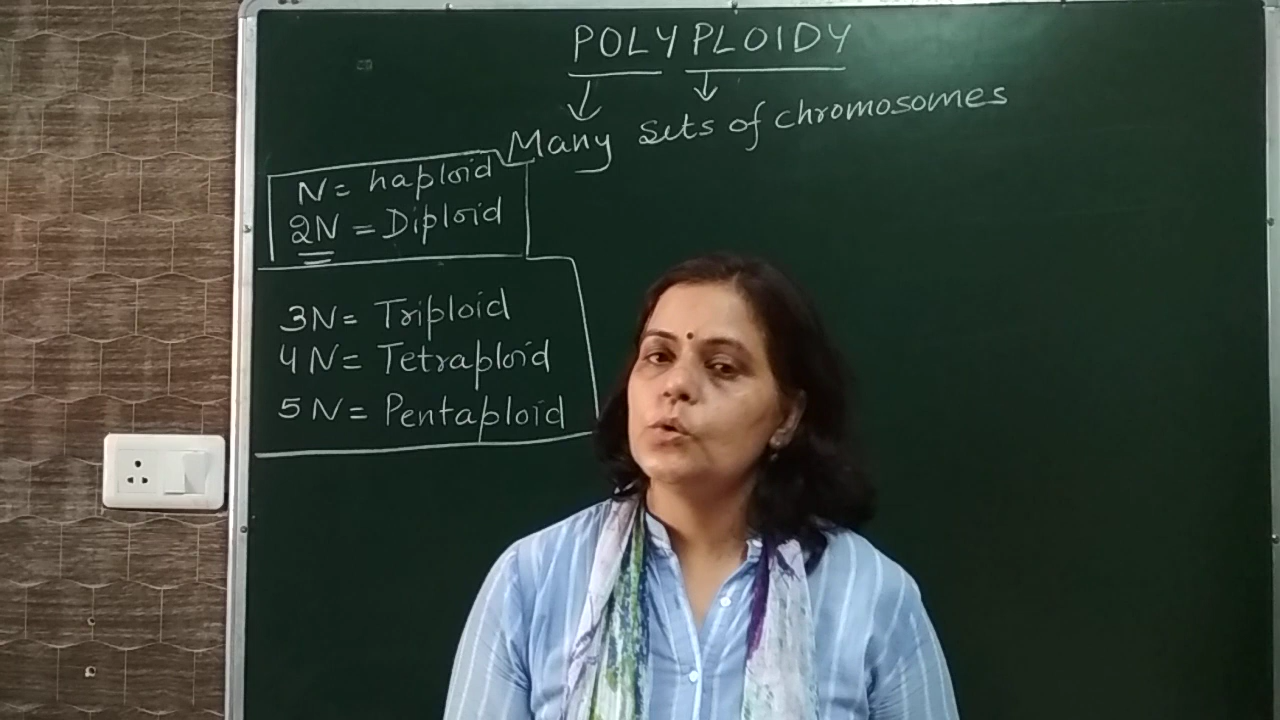 POLYPLOIDY
Many sets of chromosomes
N = haploid
2N = Diploid
3N = Triploid
4N = Tetraploid
5N = Pentaploid